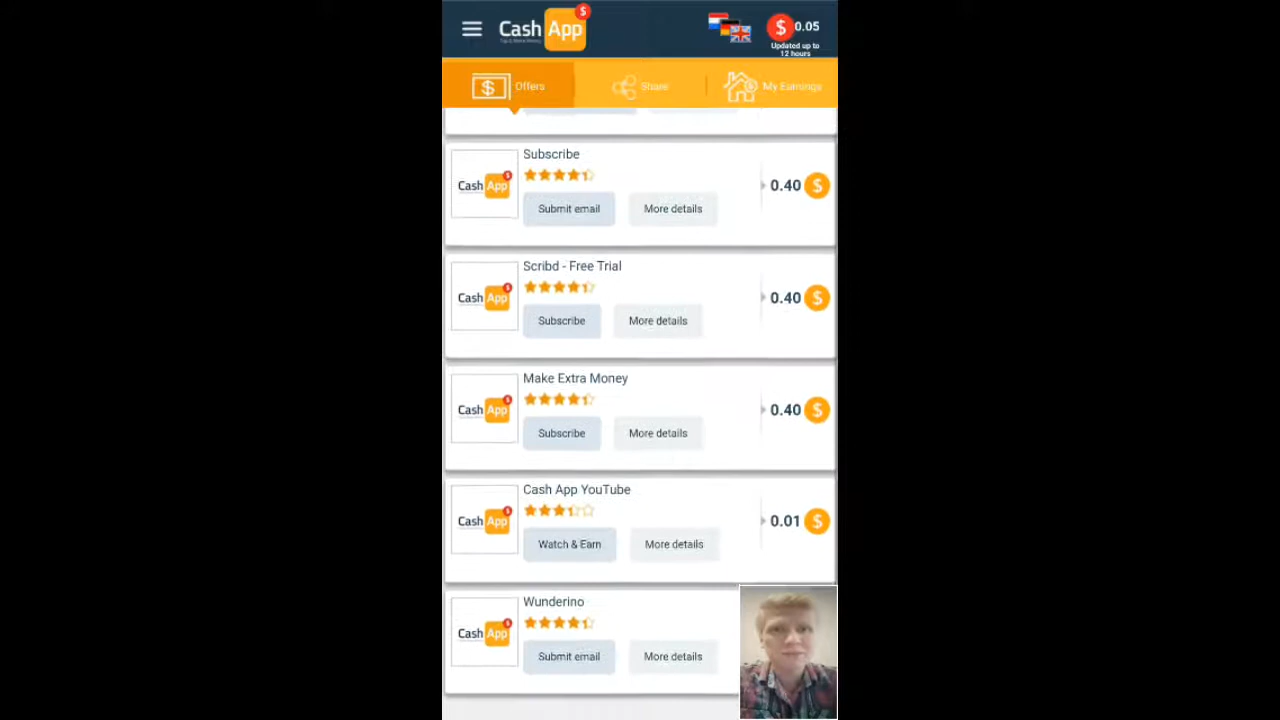 Cash App $
$ 0.05
Updated up to
12 hours
$ Offers
Share
My Earnings
Subscribe
Cash App
Submit email
More details
0.40 $
Scribd - Free Trial
Cash App
Subscribe
More details
0.40 $
Make Extra Money
Cash App
Subscribe
More details
0.40 $
Cash App YouTube
Cash App
Watch & Earn
More details
0.01 $
Wunderino
Cash App
Submit email
More details